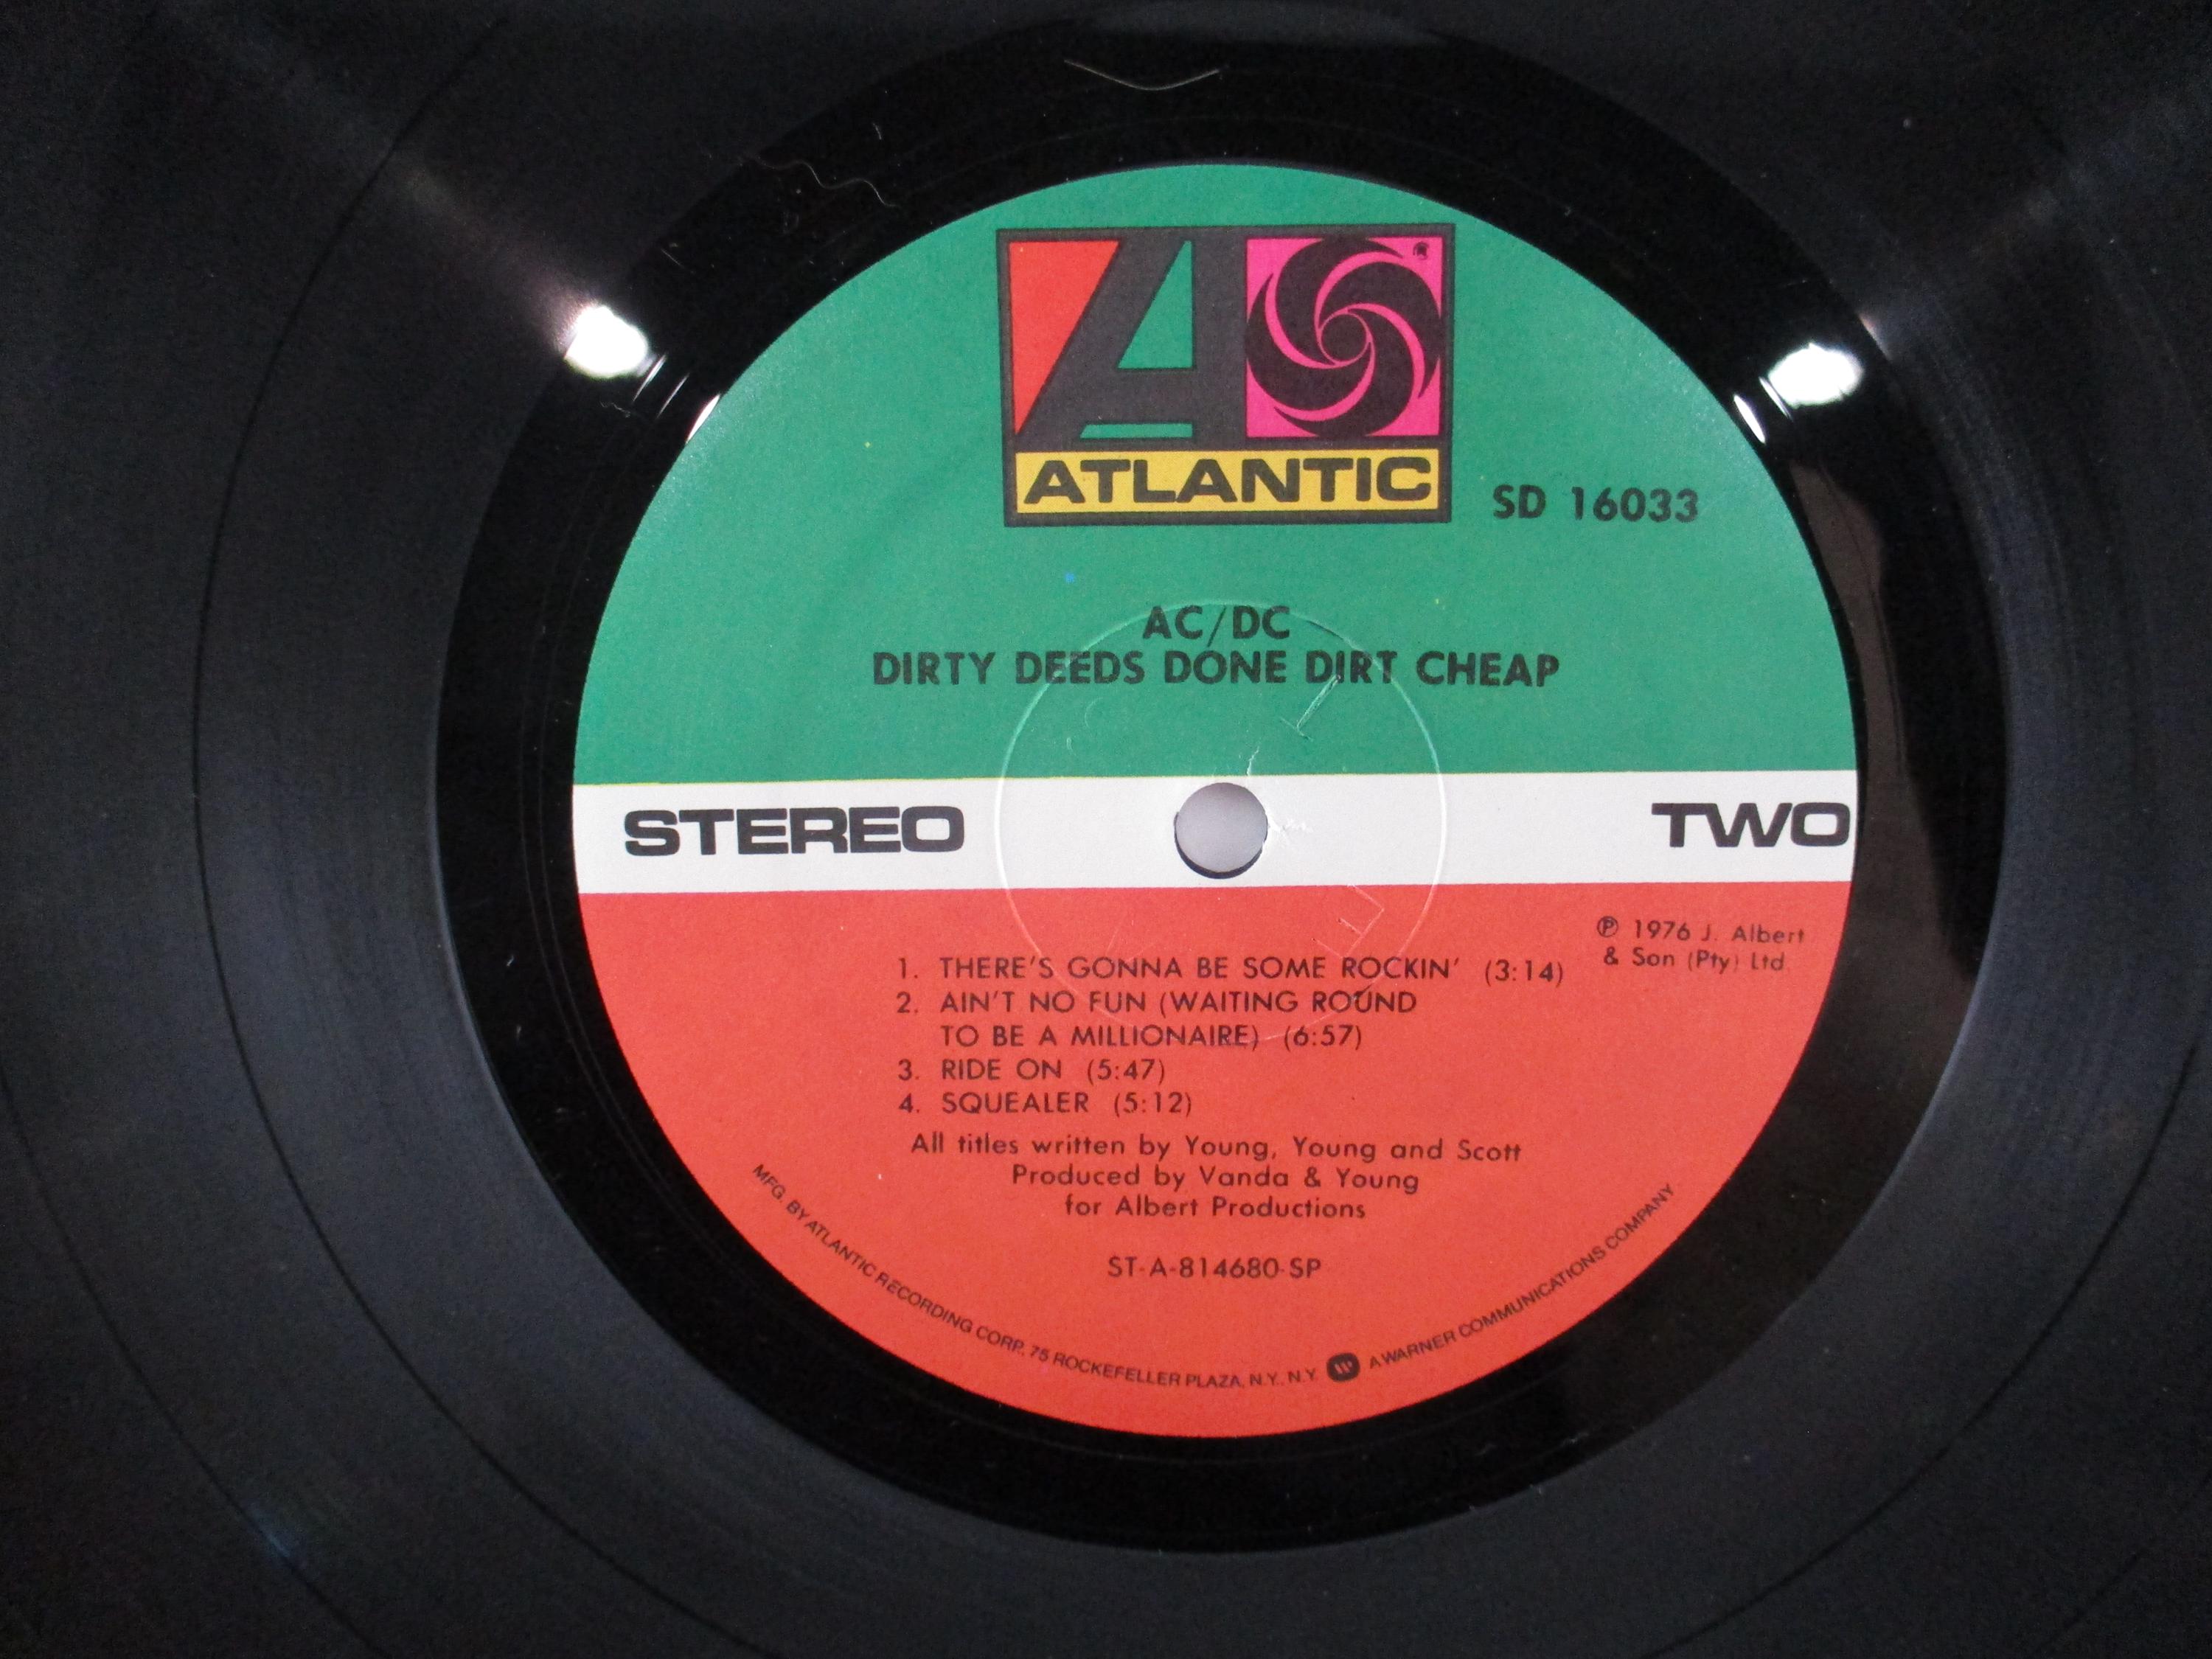 ATLANTIC
SD 16033
AC/DC
DIRTY DEEDS DONE DIRT CHEAP
STEREO
TWO
℗ 1976 J. Albert
& Son (Pty) Ltd.
1. THERE'S GONNA BE SOME ROCKIN' (3:14)
2. AIN'T NO FUN (WAITING ROUND
TO BE A MILLIONAIRE) (6:57)
3. RIDE ON (5:47)
4. SQUEALER (5:12)
All titles written by Young, Young and Scott
Produced by Vanda & Young
for Albert Productions
ST-A-814680-SP
MFG. BY ATLANTIC RECORDING CORP., 75 ROCKEFELLER PLAZA, N.Y., N.Y. A WARNER COMMUNICATIONS COMPANY